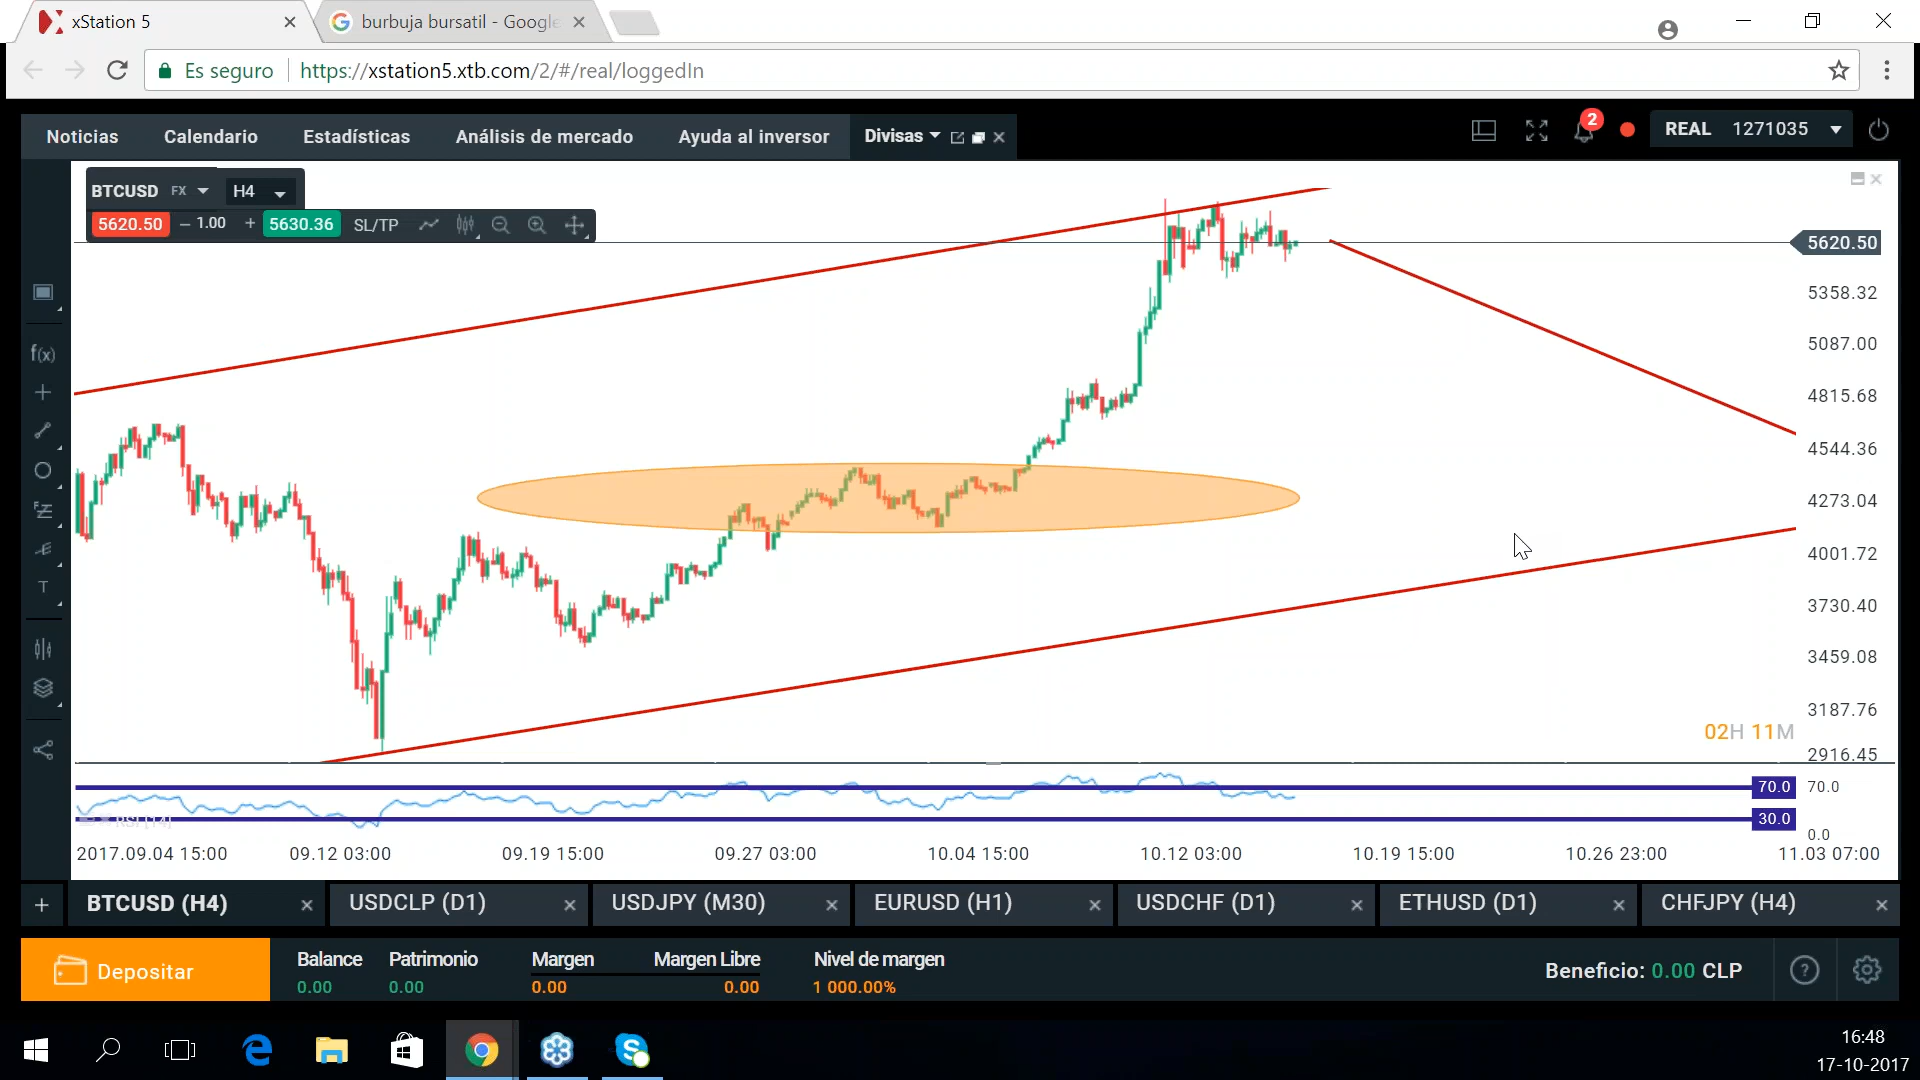 xStation 5
burbuja bursatil - Google
Es seguro
https://xstation5.xtb.com/2/#/real/loggedIn
Noticias Calendario Estadísticas Análisis de mercado Ayuda al inversor Divisas
2
REAL 1271035
BTCUSD FX H4
5620.50 – 1.00 + 5630.36 SL/TP
5620.50
5358.32
5087.00
4815.68
4544.36
4273.04
4001.72
3730.40
3459.08
3187.76
2916.45
f(x)
T
02H 11M
70.0 70.0
30.0
0.0
RSI [14]
2017.09.04 15:00 09.12 03:00 09.19 15:00 09.27 03:00 10.04 15:00 10.12 03:00 10.19 15:00 10.26 23:00 11.03 07:00
+ BTCUSD (H4) USDCLP (D1) USDJPY (M30) EURUSD (H1) USDCHF (D1) ETHUSD (D1) CHFJPY (H4)
Depositar
Balance Patrimonio Margen Margen Libre Nivel de margen
0.00 0.00 0.00 0.00 1 000.00%
Beneficio: 0.00 CLP
?
16:48
17-10-2017